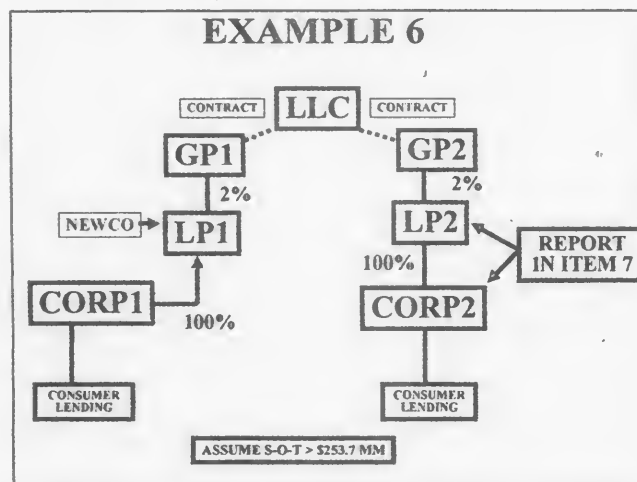 EXAMPLE 6
CONTRACT LLC CONTRACT
GP1 GP2
2% 2%
NEWCO LP1 LP2 REPORT
IN ITEM 7
100%
CORP1 CORP2
100%
CONSUMER
LENDING
CONSUMER
LENDING
ASSUME S-O-T > $253.7 MM